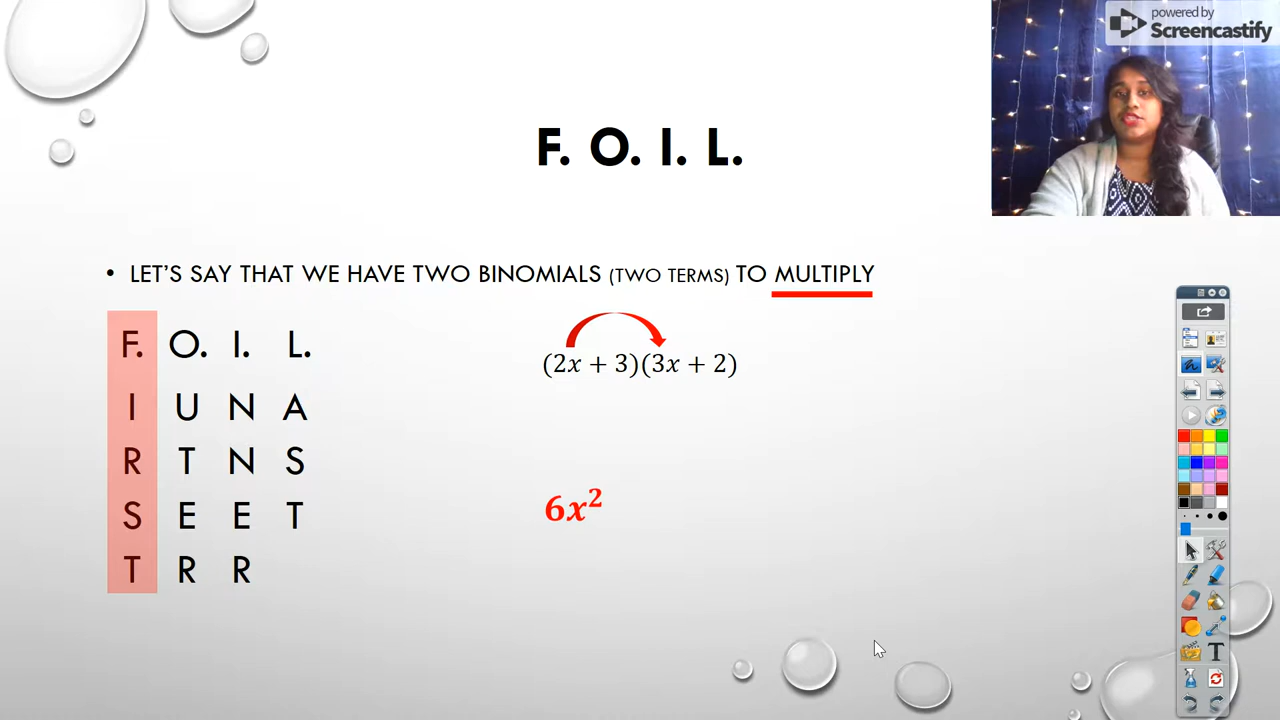 powered by
Screencastify
F. O. I. L.
• LET'S SAY THAT WE HAVE TWO BINOMIALS (TWO TERMS) TO MULTIPLY
F. O. I. L.
I U N A
R T N S
S E E T
T R R
(2x + 3)(3x + 2)
6x²
T